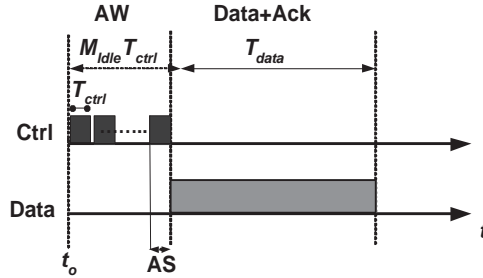 AW Data+Ack
M_Idle T_ctrl T_data
T_ctrl
Ctrl
Data
t
t_o AS